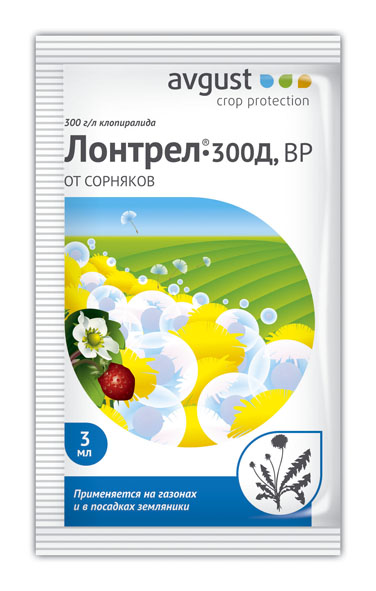 avgust
crop protection
300 г/л клопиралида
Лонтрел®-300Д, ВР
ОТ СОРНЯКОВ
3
мл
Применяется на газонах
и в посадках земляники